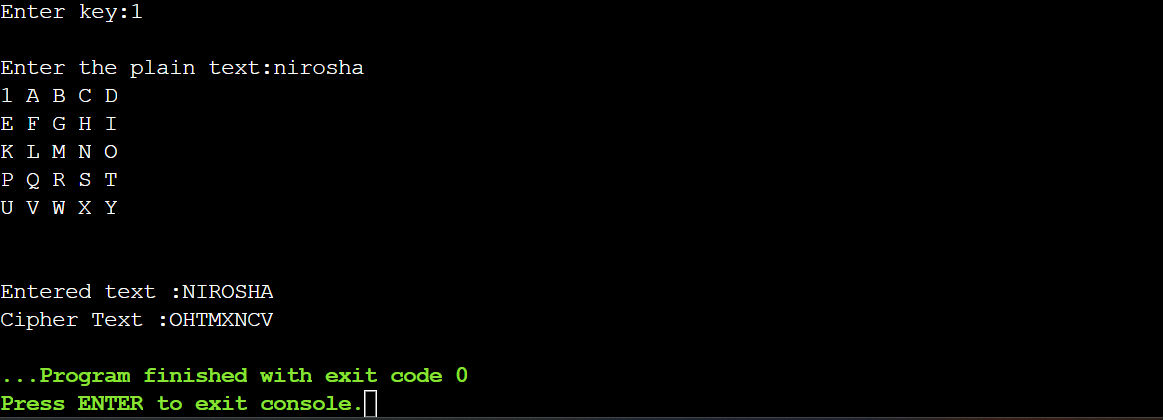 Enter key:1
Enter the plain text:nirosha
1 A B C D
E F G H I
K L M N O
P Q R S T
U V W X Y
Entered text :NIROSHA
Cipher Text :OHTMXNCV
...Program finished with exit code 0
Press ENTER to exit console.